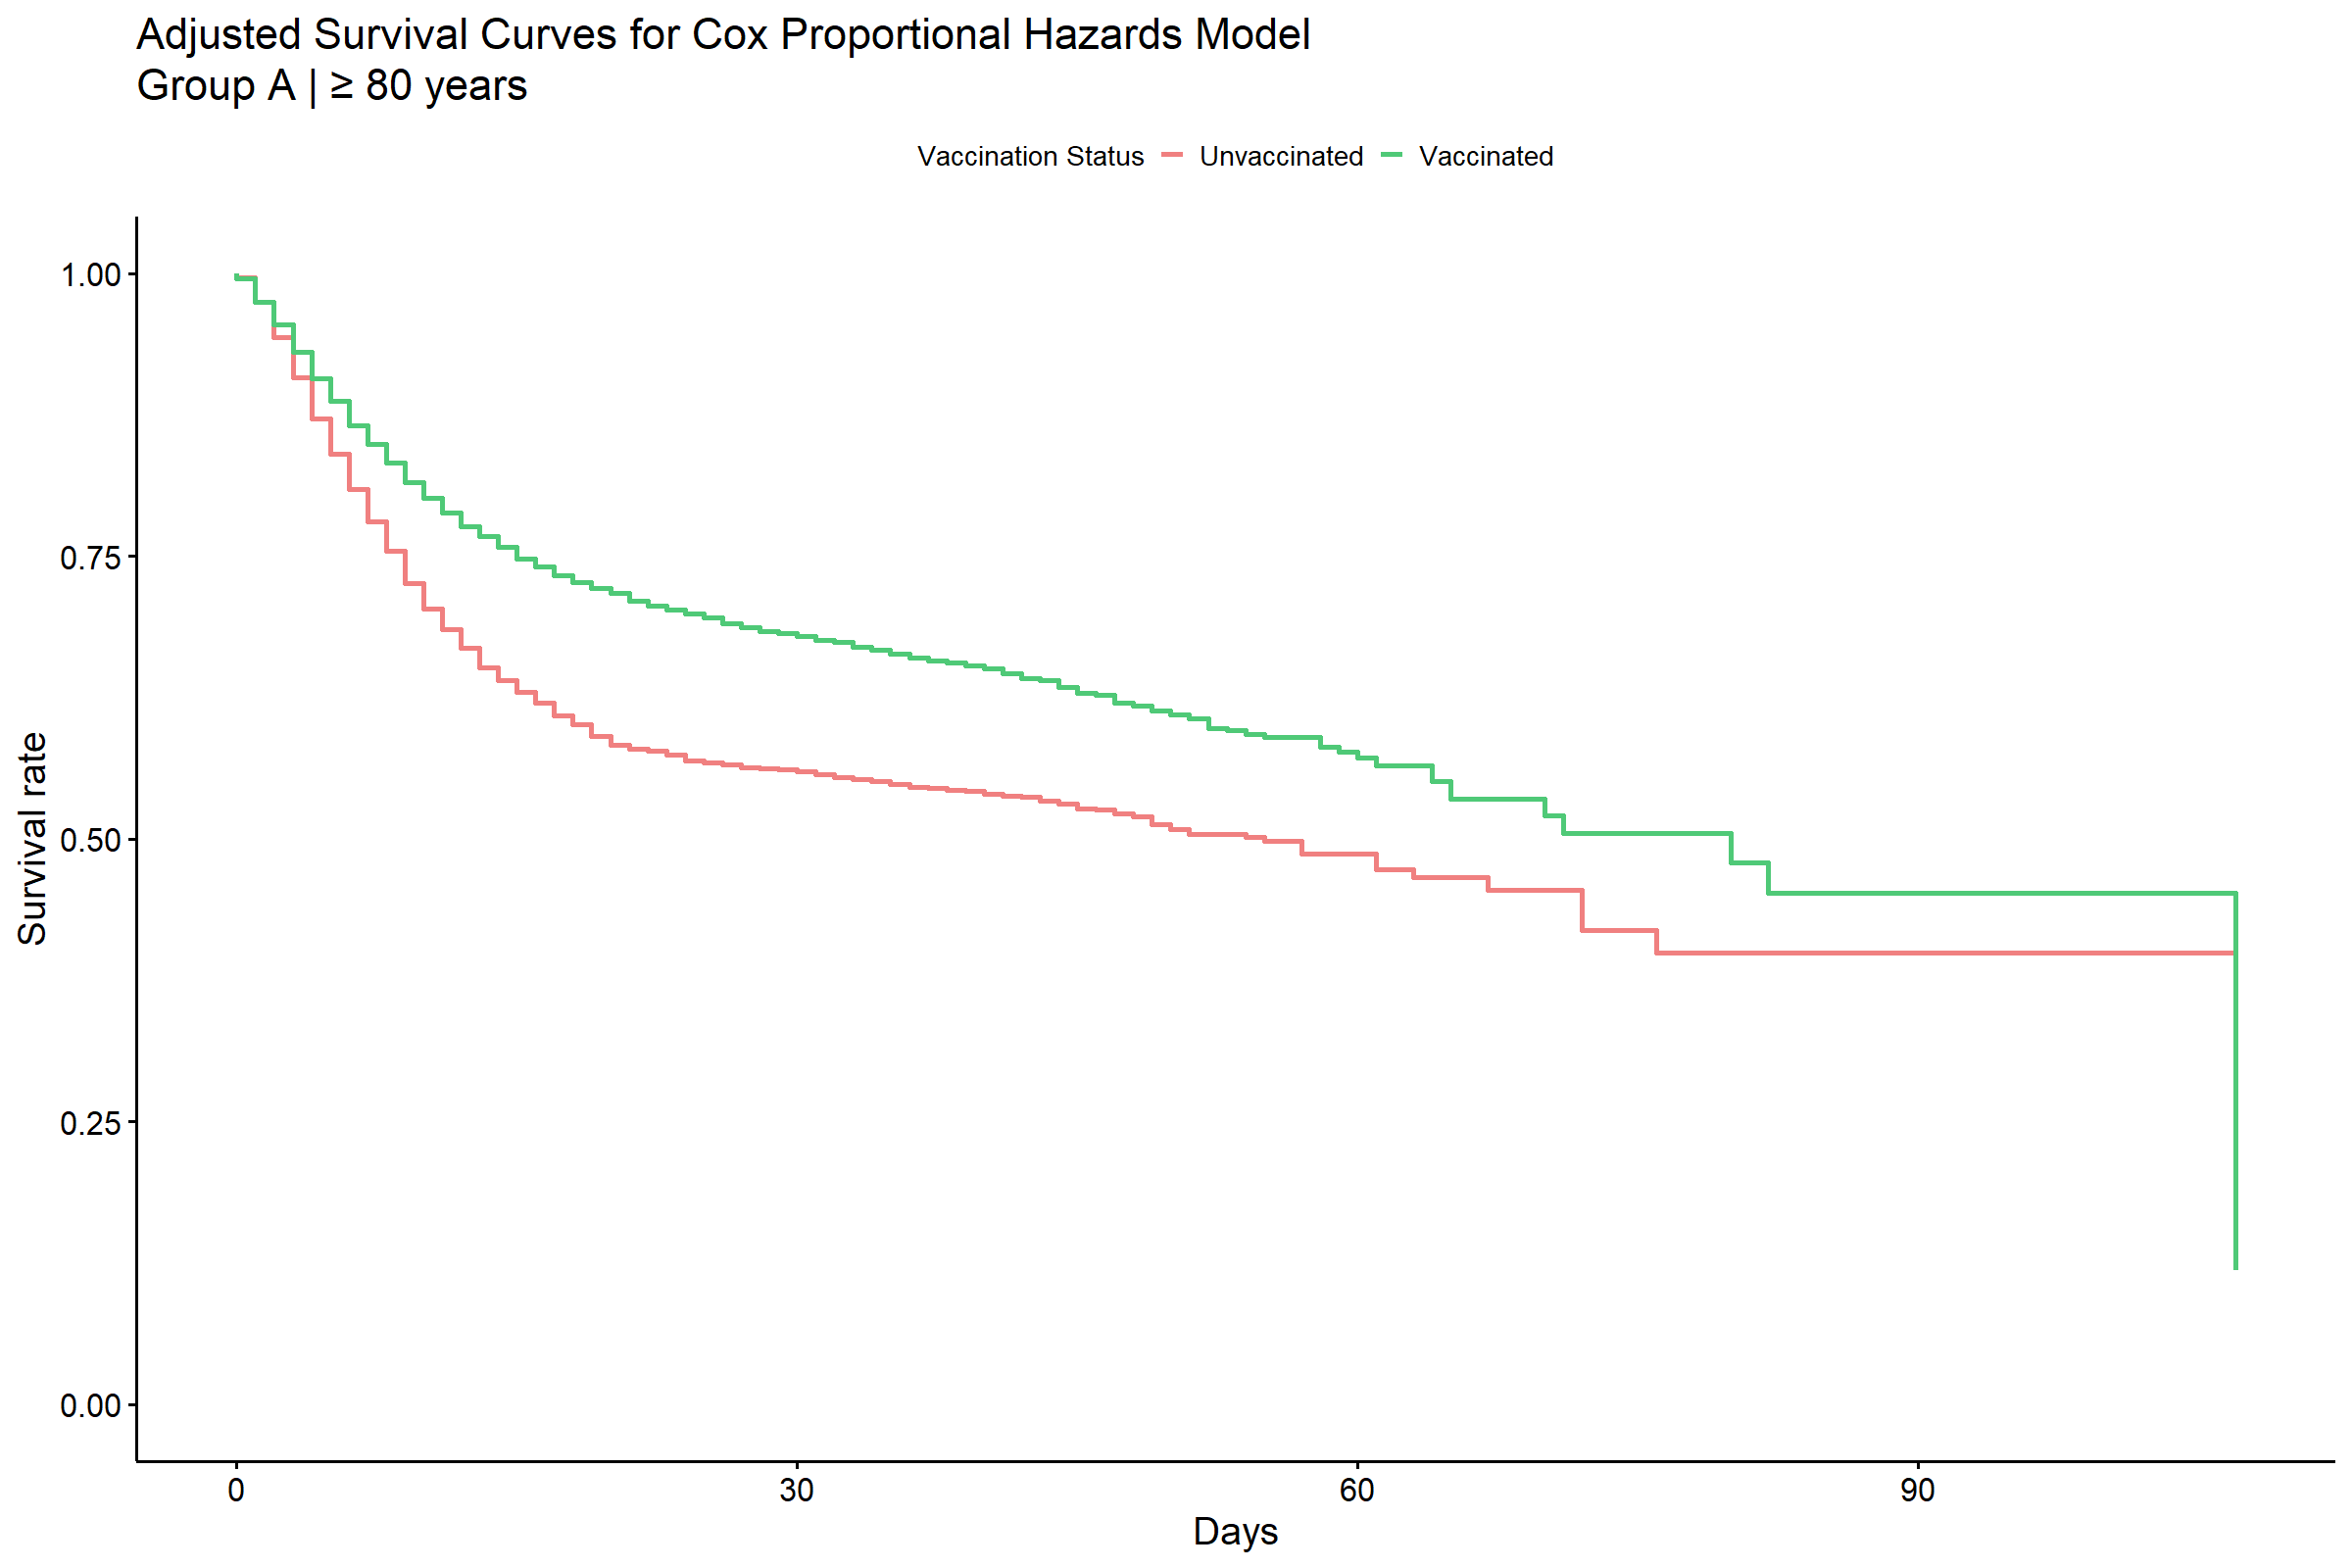 Adjusted Survival Curves for Cox Proportional Hazards Model
Group A | ≥ 80 years
Vaccination Status Unvaccinated Vaccinated
1.00
0.75
0.50
0.25
0.00
Survival rate
0 30 60 90
Days